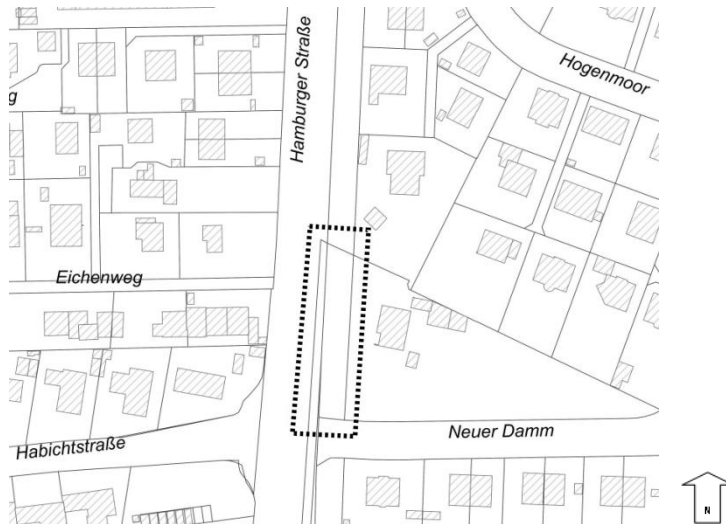 Hogenmoor
Hamburger Straße
g
Eichenweg
Neuer Damm
Habichtstraße
N